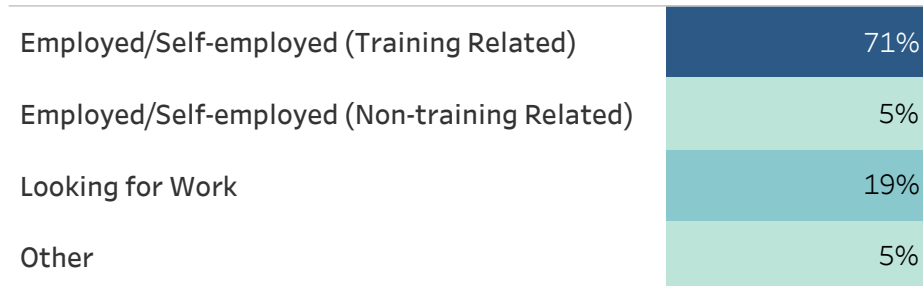 Employed/Self-employed (Training Related) 71%
Employed/Self-employed (Non-training Related) 5%
Looking for Work 19%
Other 5%